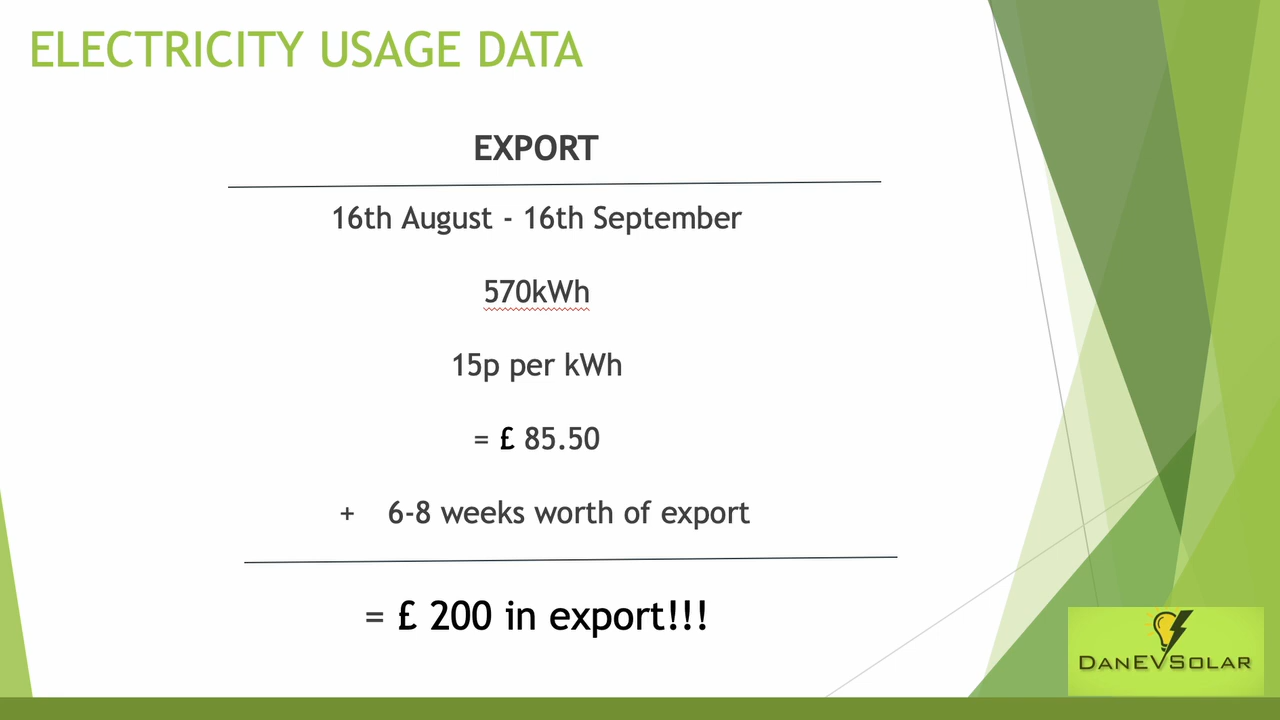 ELECTRICITY USAGE DATA
EXPORT
16th August - 16th September
570kWh
15p per kWh
= £ 85.50
+ 6-8 weeks worth of export
= £ 200 in export!!!
DANEVSOLAR